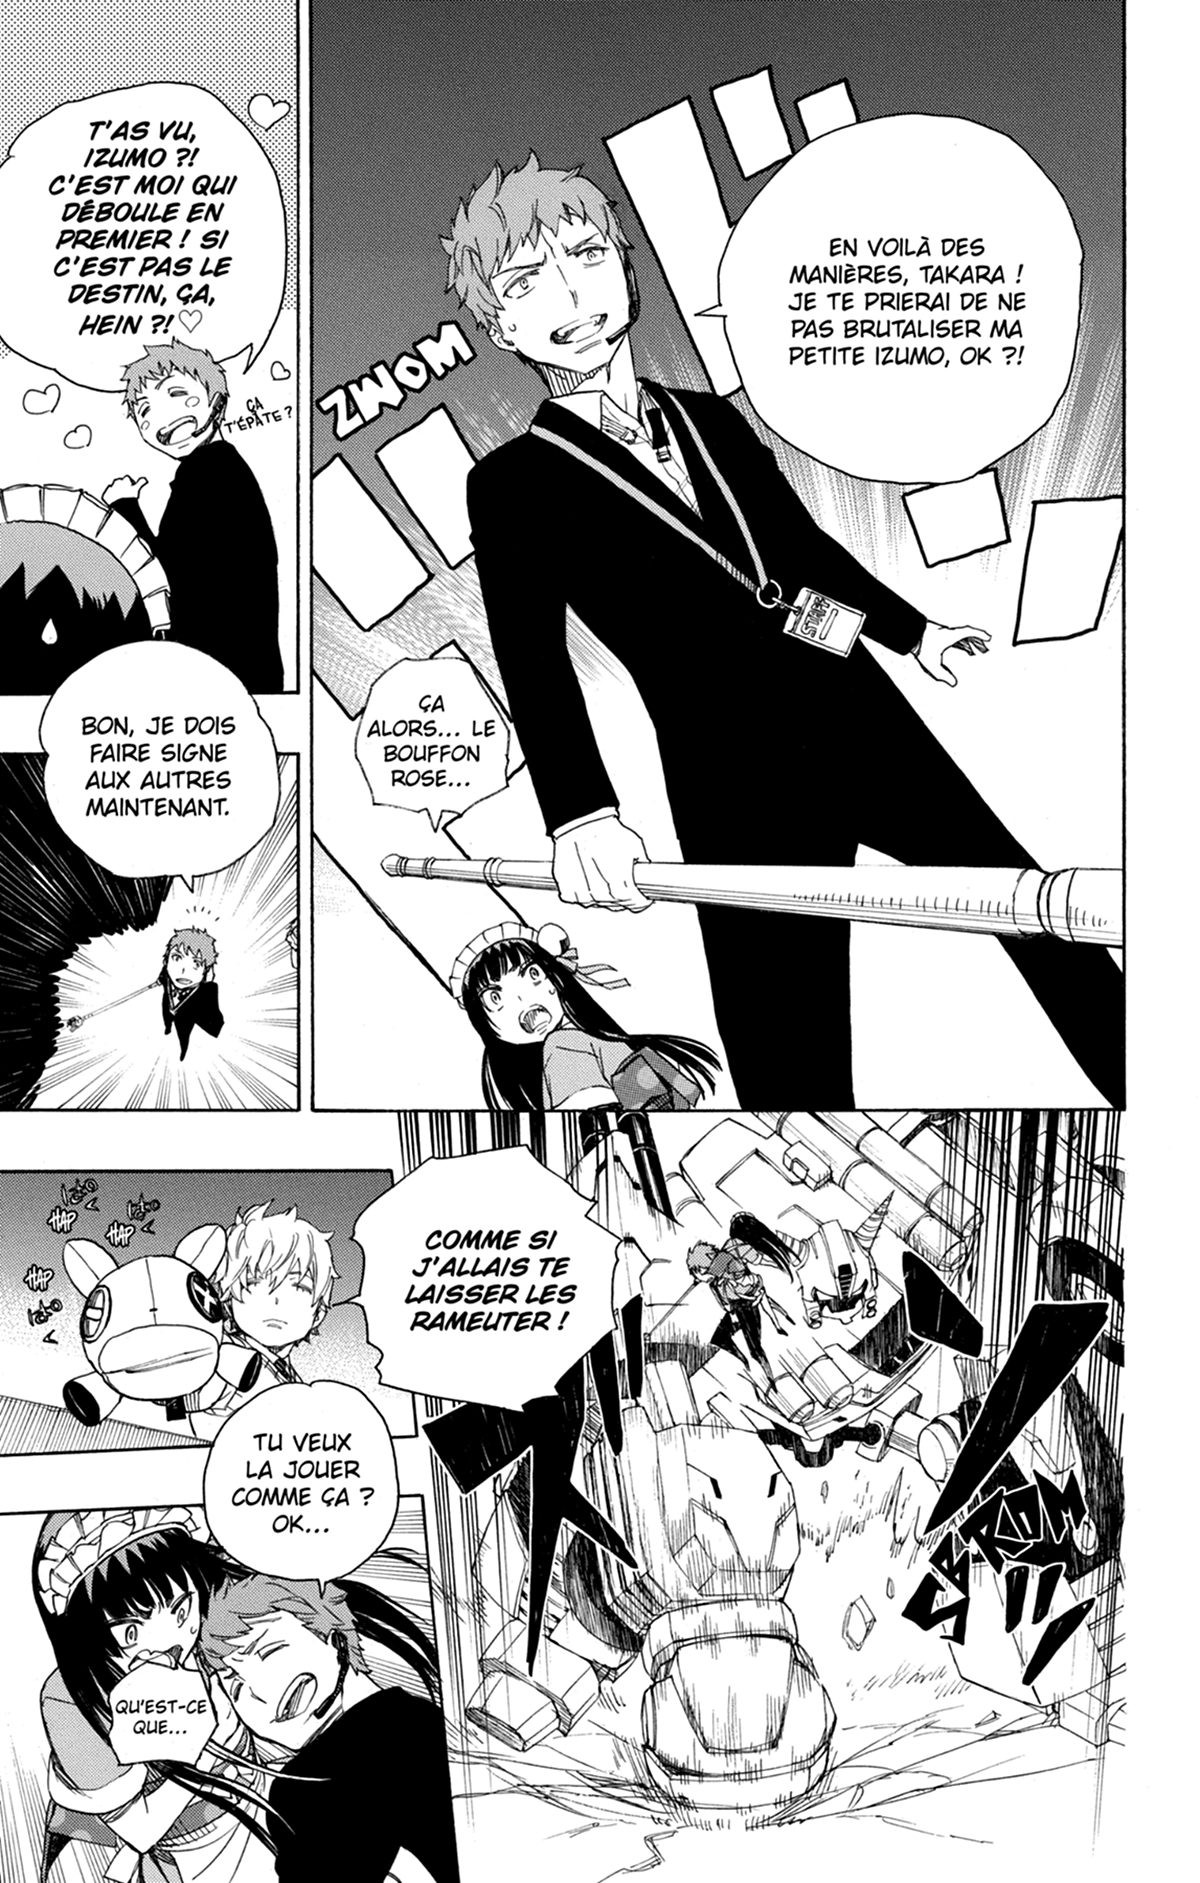 EN VOILÀ DES
MANIÈRES, TAKARA !
JE TE PRIERAI DE NE
PAS BRUTALISER MA
PETITE IZUMO, OK ?!
ZWOM
STAFF
ÇA
ALORS... LE
BOUFFON
ROSE...
T'AS VU,
IZUMO ?!
C'EST MOI QUI
DÉBOULE EN
PREMIER ! SI
C'EST PAS LE
DESTIN, ÇA,
HEIN ?!♡
ÇA
T'ÉPATE ?
BON, JE DOIS
FAIRE SIGNE
AUX AUTRES
MAINTENANT.
COMME SI
J'ALLAIS TE
LAISSER LES
RAMEUTER !
BROM
HAP
HAP
HAP
HAP
TU VEUX
LA JOUER
COMME ÇA ?
OK...
QU'EST-CE
QUE...